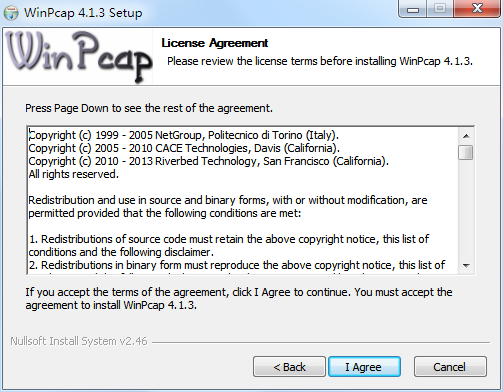 WinPcap 4.1.3 Setup
WinPcap
License Agreement
Please review the license terms before installing WinPcap 4.1.3.
Press Page Down to see the rest of the agreement.
Copyright (c) 1999 - 2005 NetGroup, Politecnico di Torino (Italy).
Copyright (c) 2005 - 2010 CACE Technologies, Davis (California).
Copyright (c) 2010 - 2013 Riverbed Technology, San Francisco (California).
All rights reserved.
Redistribution and use in source and binary forms, with or without modification, are
permitted provided that the following conditions are met:
1. Redistributions of source code must retain the above copyright notice, this list of
conditions and the following disclaimer.
2. Redistributions in binary form must reproduce the above copyright notice, this list of
If you accept the terms of the agreement, click I Agree to continue. You must accept the
agreement to install WinPcap 4.1.3.
Nullsoft Install System v2.46
< Back
I Agree
Cancel